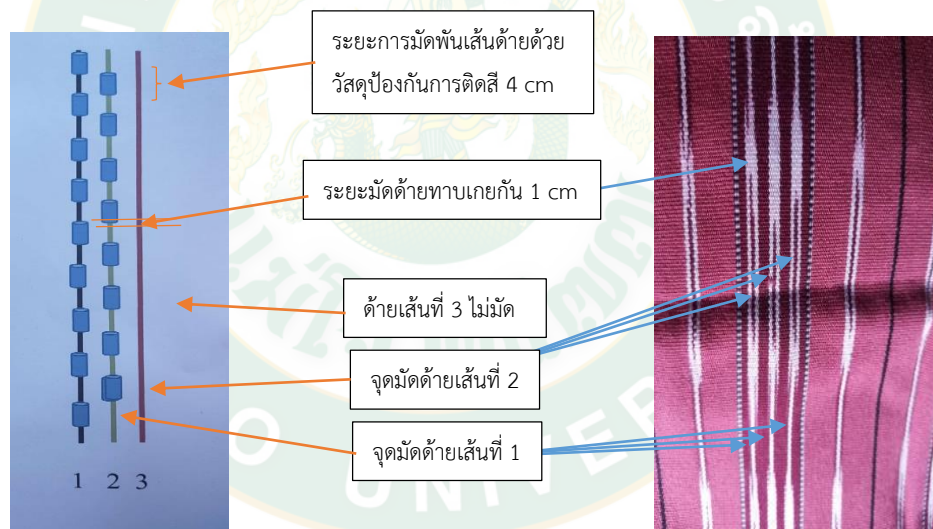 ระยะการมัดพันเส้นด้ายด้วย
วัสดุป้องกันการติดสี 4 cm
ระยะมัดด้ายทาบเกยกัน 1 cm
ด้ายเส้นที่ 3 ไม่มัด
จุดมัดด้ายเส้นที่ 2
จุดมัดด้ายเส้นที่ 1
1 2 3